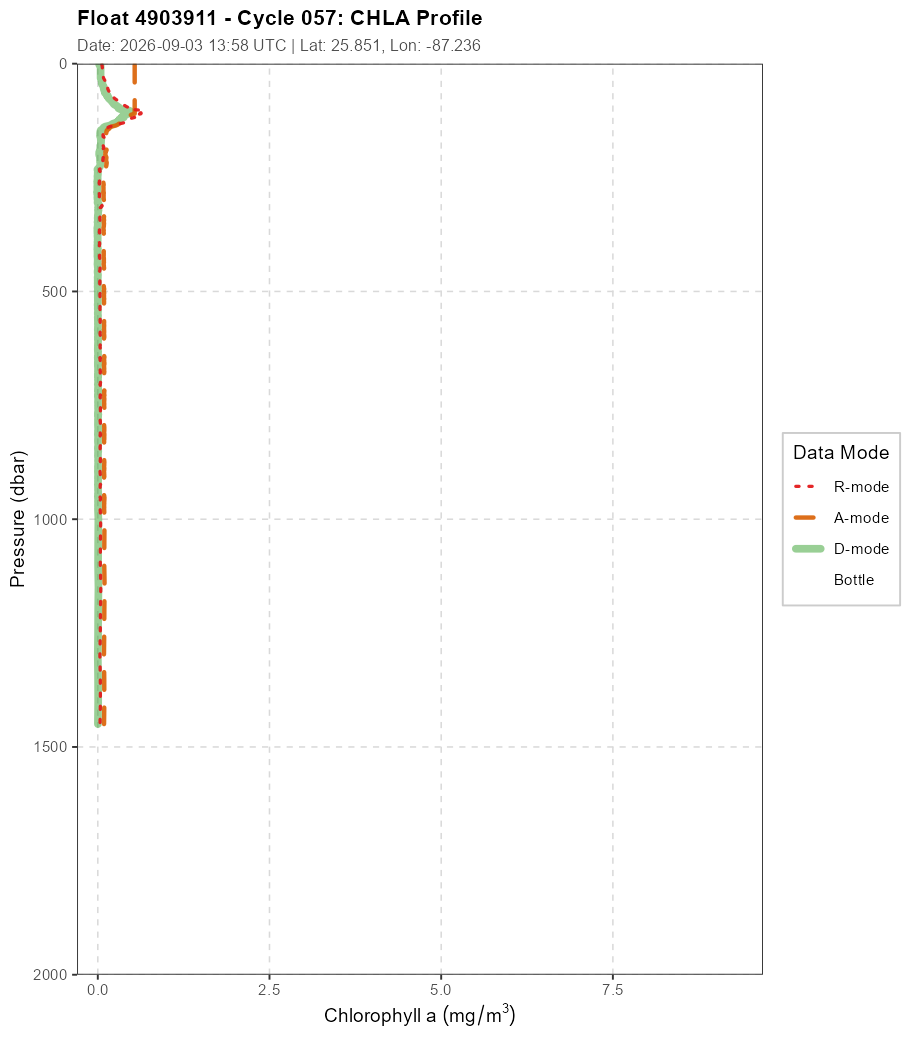 Float 4903911 - Cycle 057: CHLA Profile
Date: 2026-09-03 13:58 UTC | Lat: 25.851, Lon: -87.236
0
500
1000
1500
2000
Pressure (dbar)
0.0 2.5 5.0 7.5
Chlorophyll a (mg/m³)
Data Mode
R-mode
A-mode
D-mode
Bottle